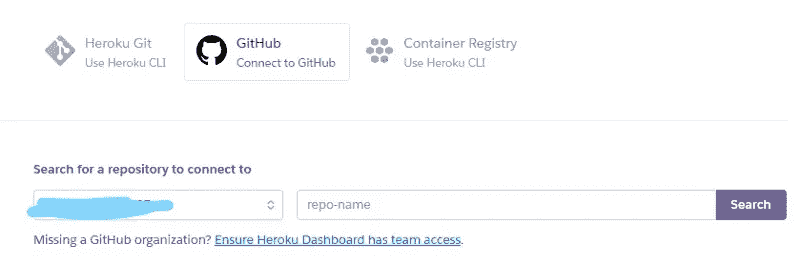 Heroku Git
Use Heroku CLI
GitHub
Connect to GitHub
Container Registry
Use Heroku CLI
Search for a repository to connect to
repo-name
Search
Missing a GitHub organization? Ensure Heroku Dashboard has team access.